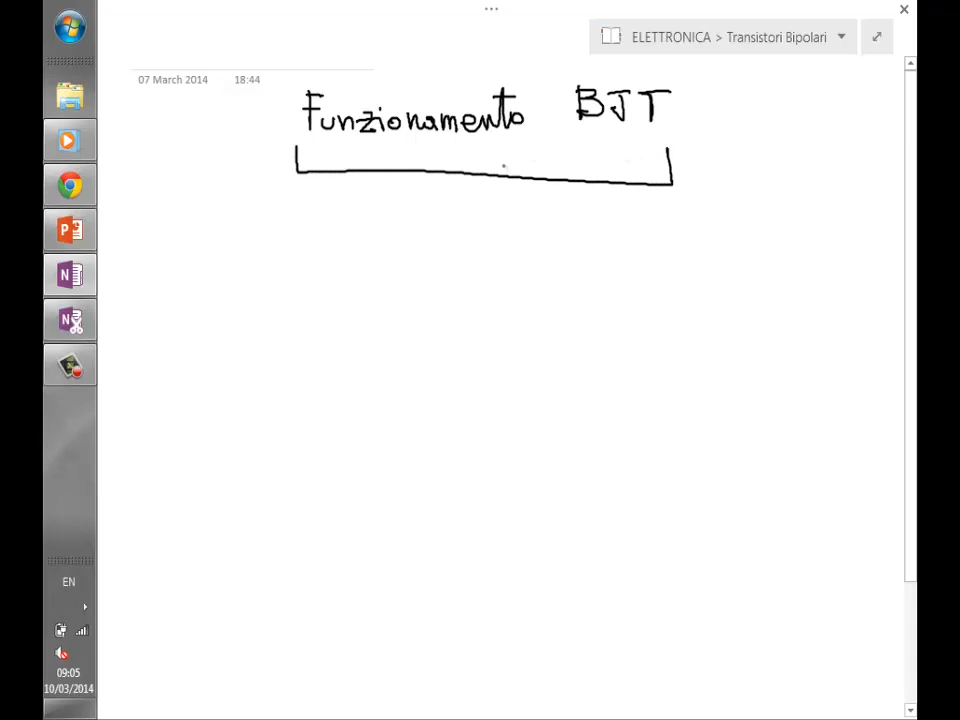 ELETTRONICA > Transistori Bipolari
07 March 2014 18:44
Funzionamento BJT
EN
09:05
10/03/2014